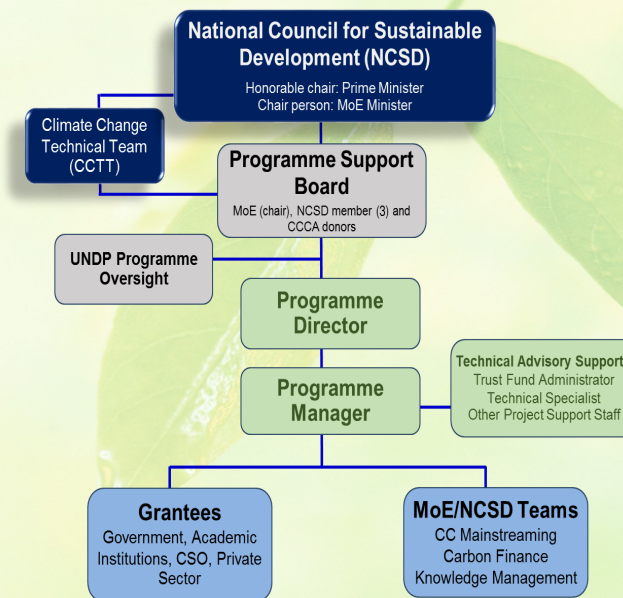 National Council for Sustainable
Development (NCSD)
Honorable chair: Prime Minister
Chair person: MoE Minister
Climate Change
Technical Team
(CCTT)
Programme Support
Board
MoE (chair), NCSD member (3) and
CCCA donors
UNDP Programme
Oversight
Programme
Director
Programme
Manager
Technical Advisory Support
Trust Fund Administrator
Technical Specialist
Other Project Support Staff
Grantees
Government, Academic
Institutions, CSO, Private
Sector
MoE/NCSD Teams
CC Mainstreaming
Carbon Finance
Knowledge Management